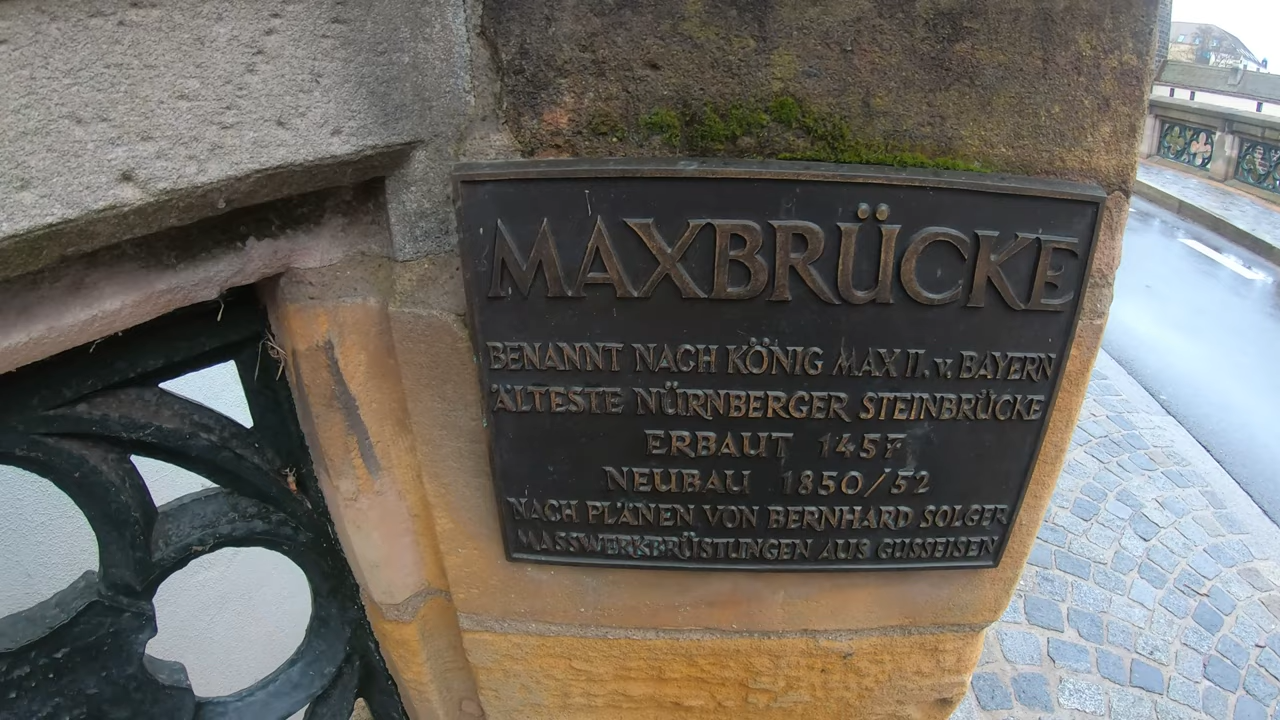 MAXBRÜCKE
BENANNT NACH KÖNIG MAX II. v. BAYERN
ÄLTESTE NÜRNBERGER STEINBRÜCKE
ERBAUT 1457
NEUBAU 1850/52
NACH PLÄNEN VON BERNHARD SOLGER
MASSWERKBRÜSTUNGEN AUS GUSSEISEN